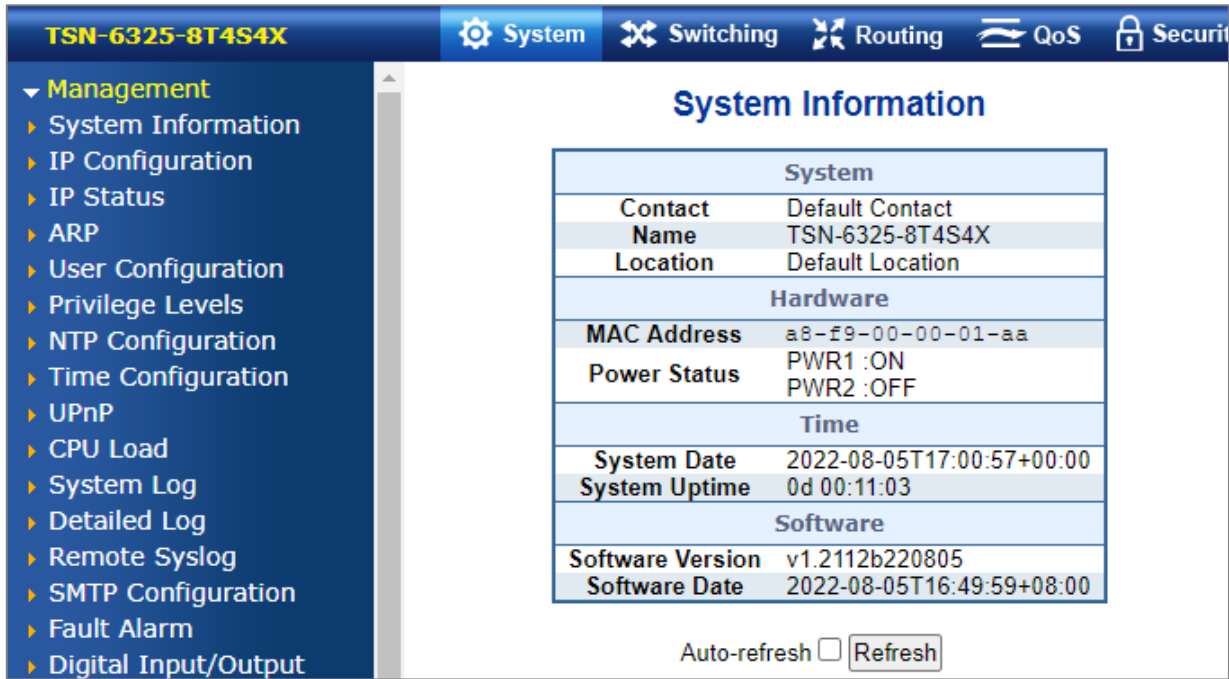 TSN-6325-8T4S4X
System
Switching
Routing
QoS
Securit
Management
System Information
IP Configuration
IP Status
ARP
User Configuration
Privilege Levels
NTP Configuration
Time Configuration
UPnP
CPU Load
System Log
Detailed Log
Remote Syslog
SMTP Configuration
Fault Alarm
Digital Input/Output
System Information
System
Contact Default Contact
Name TSN-6325-8T4S4X
Location Default Location
Hardware
MAC Address a8-f9-00-00-01-aa
Power Status PWR1 :ON
PWR2 :OFF
Time
System Date 2022-08-05T17:00:57+00:00
System Uptime 0d 00:11:03
Software
Software Version v1.2112b220805
Software Date 2022-08-05T16:49:59+08:00
Auto-refresh Refresh